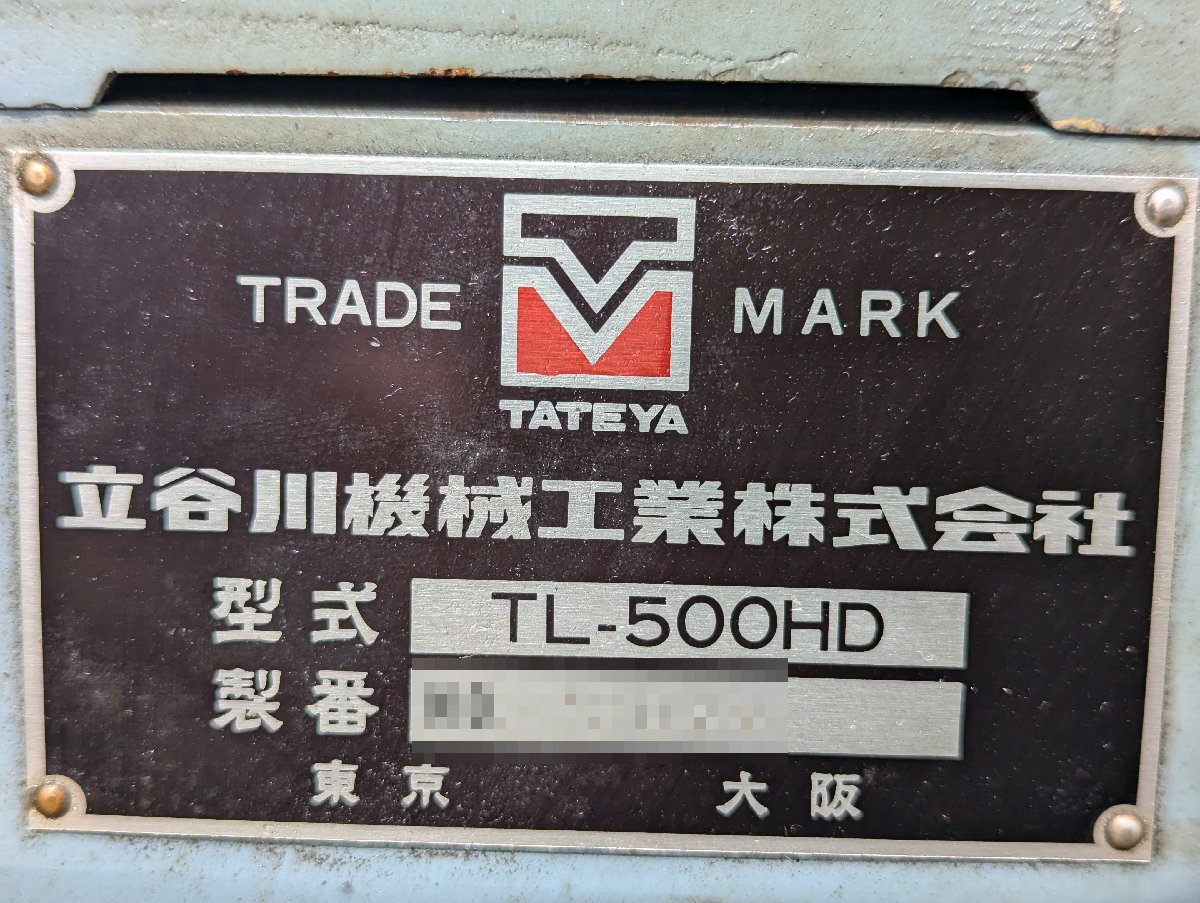 TRADE MARK
TATEYA
立谷川機械工業株式会社
型式 TL-500HD
製番
東京 大阪